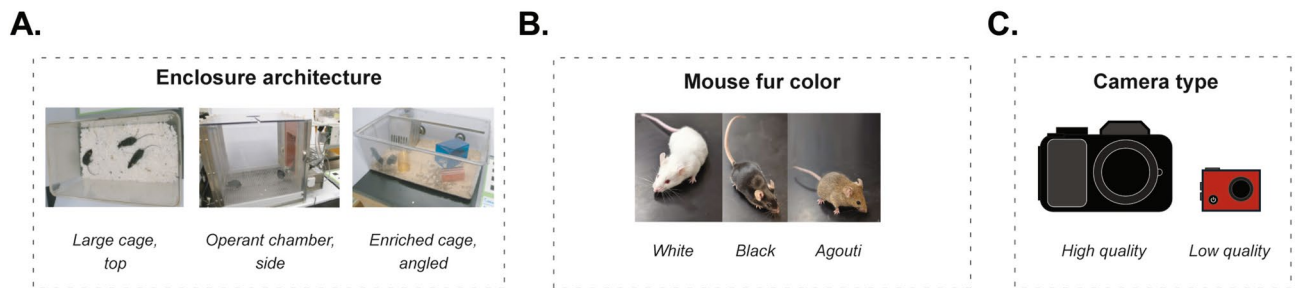 A.
Enclosure architecture
Large cage,
top
Operant chamber,
side
Enriched cage,
angled
B.
Mouse fur color
White
Black
Agouti
C.
Camera type
High quality
Low quality